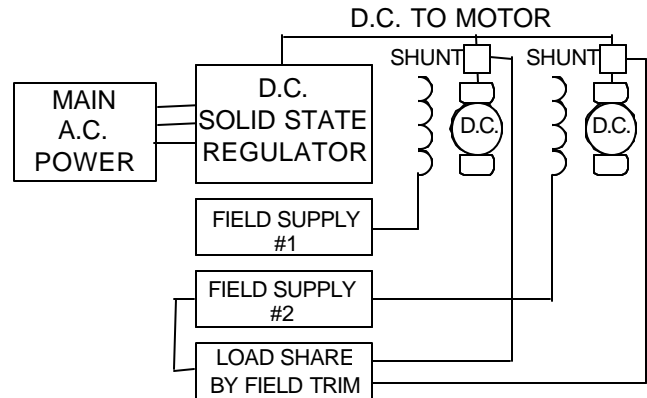 D.C. TO MOTOR
SHUNT
SHUNT
MAIN
A.C.
POWER
D.C.
SOLID STATE
REGULATOR
D.C.
D.C.
FIELD SUPPLY
#1
FIELD SUPPLY
#2
LOAD SHARE
BY FIELD TRIM